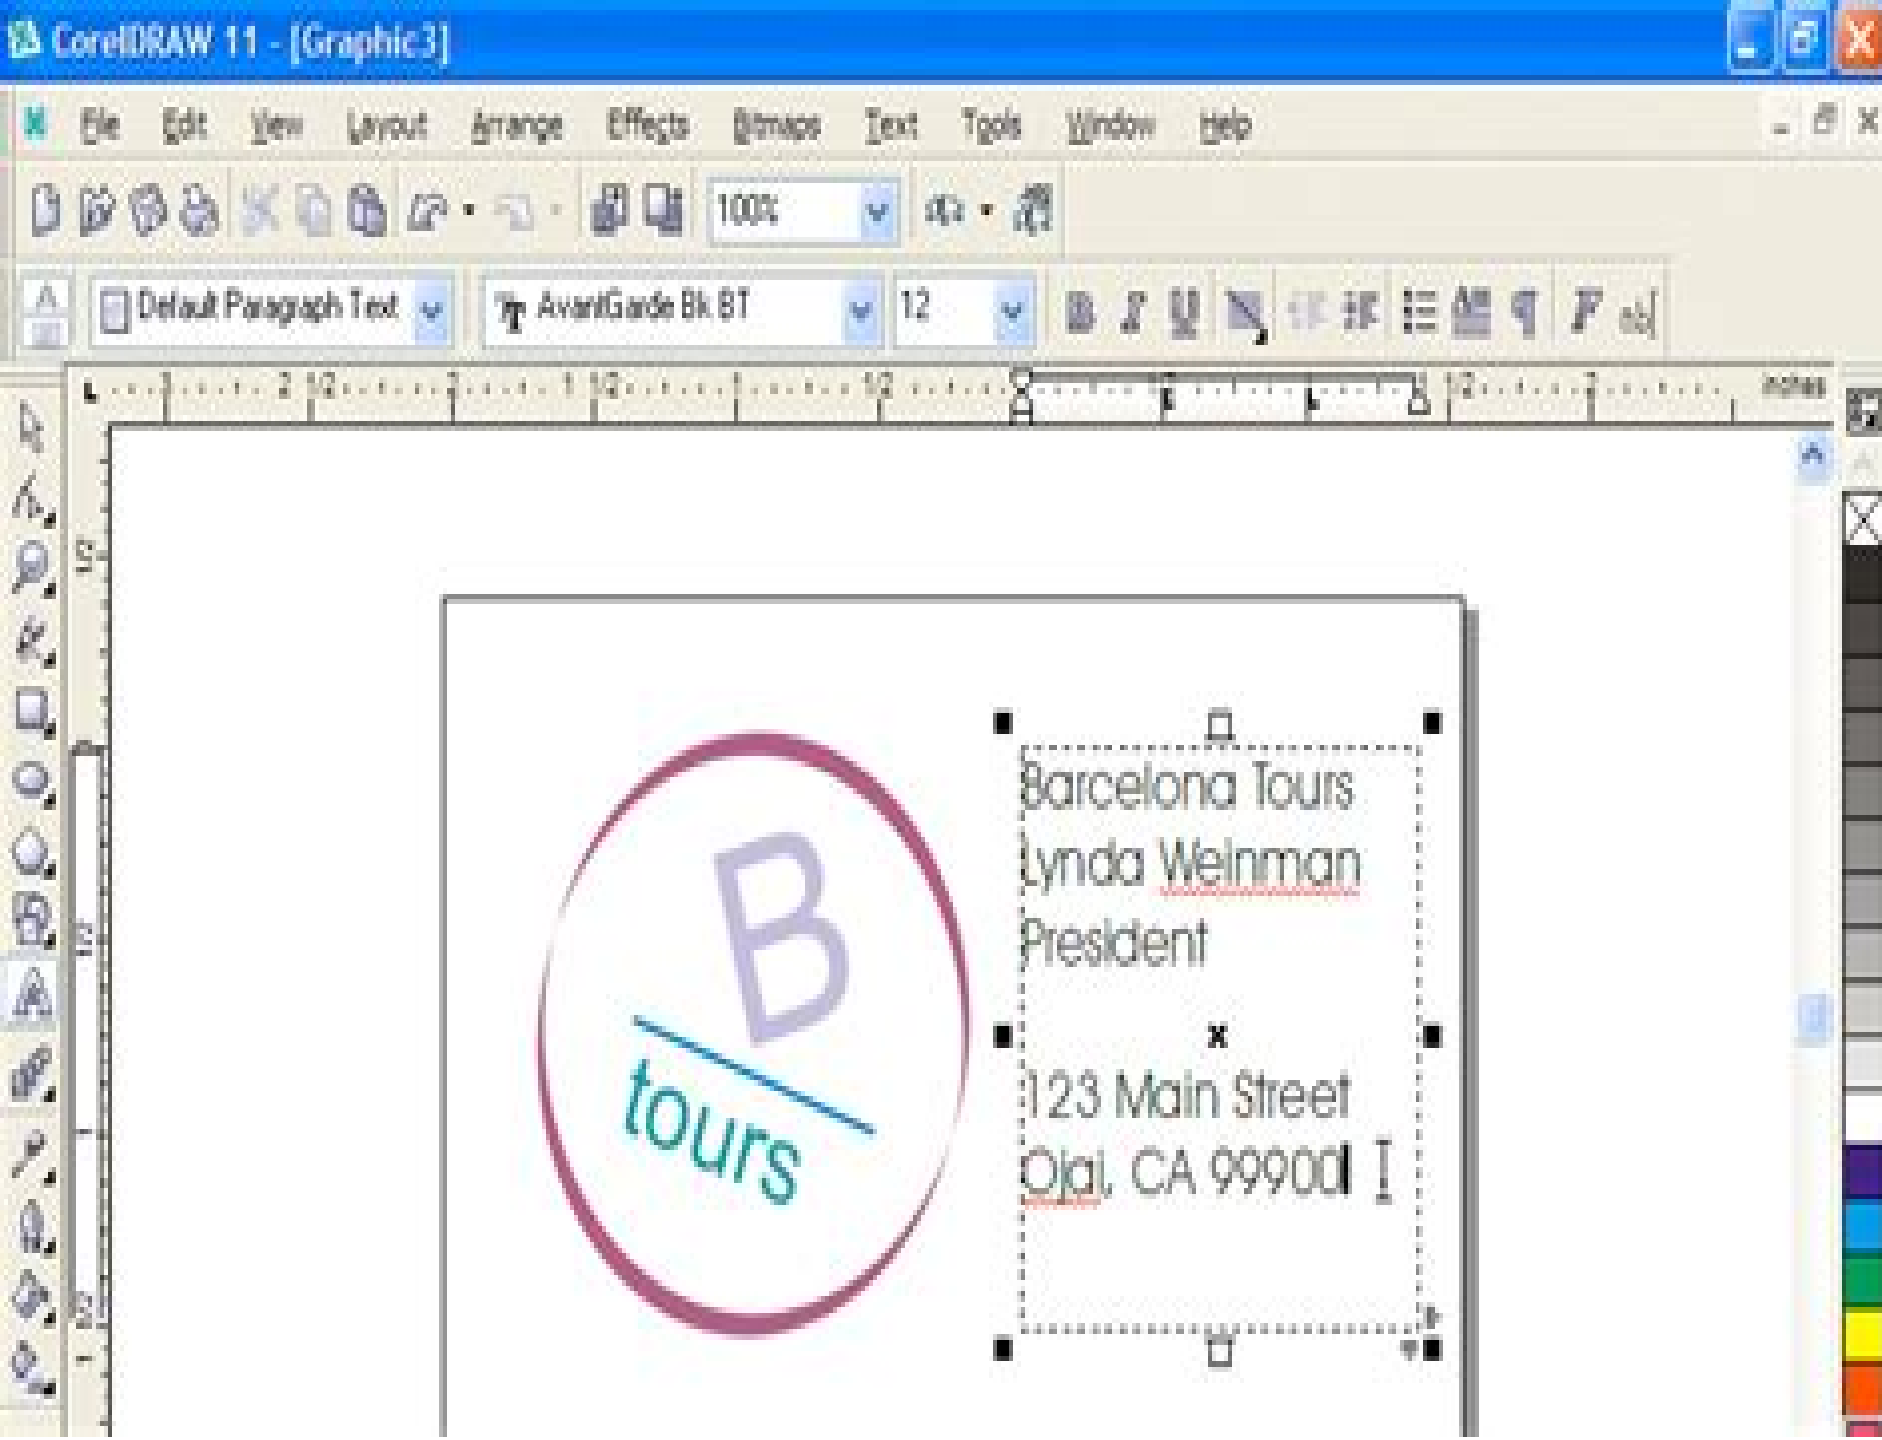 CorelDRAW 11 - [Graphic3]
File Edit View Layout Arrange Effects Bitmaps Text Tools Window Help
100%
Default Paragraph Text AvantGarde Bk BT 12
inches
Barcelona Tours
Lynda Weinman
President
B
123 Main Street
tours
Ojai, CA 99900